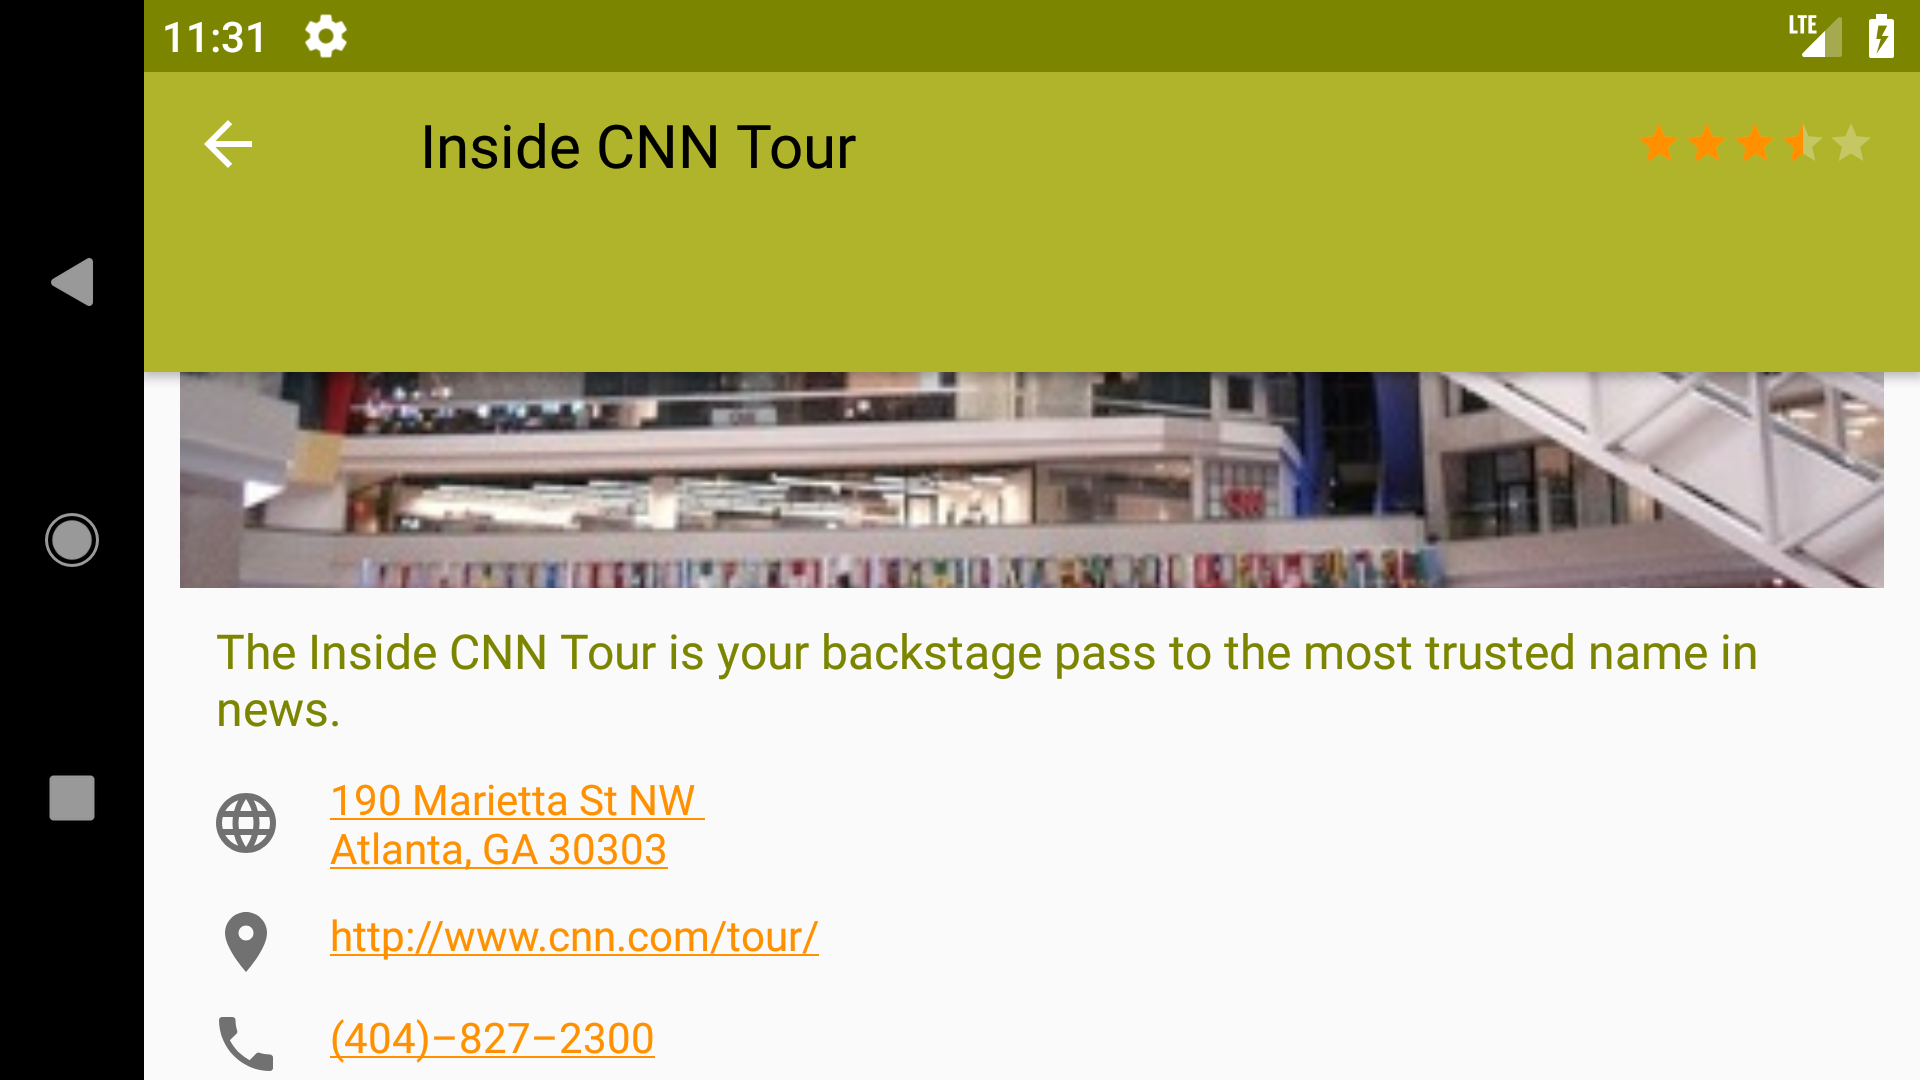 11:31
LTE
Inside CNN Tour
The Inside CNN Tour is your backstage pass to the most trusted name in
news.
190 Marietta St NW
Atlanta, GA 30303
http://www.cnn.com/tour/
(404)–827–2300